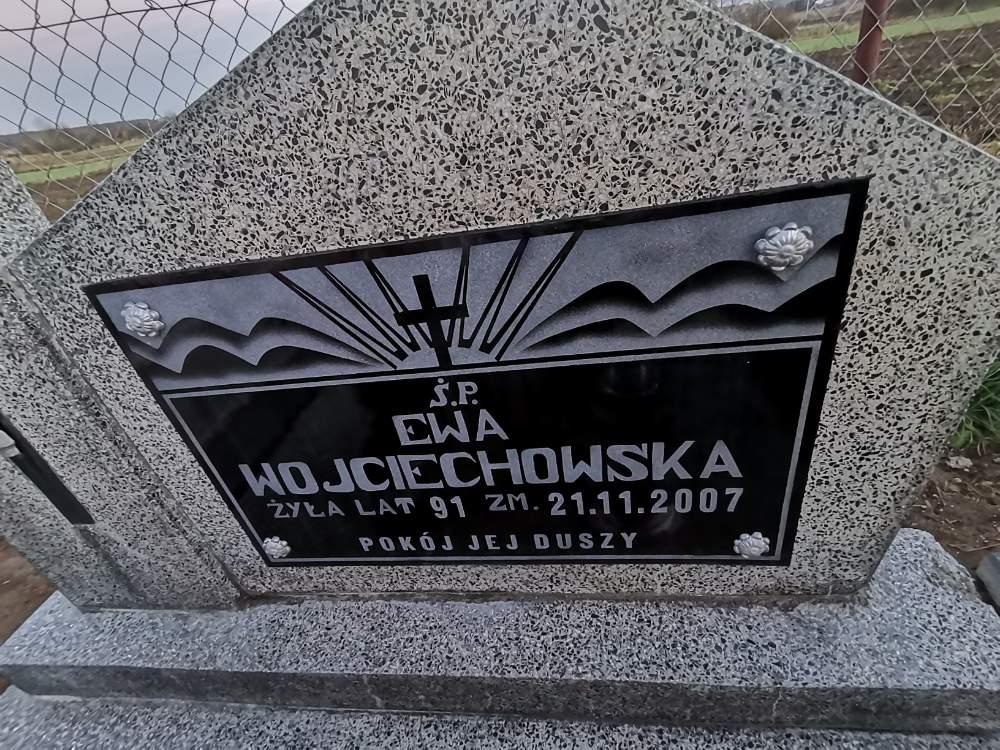 Ś.P.
EWA
WOJCIECHOWSKA
ŻYŁA LAT 91 ZM. 21.11.2007
POKÓJ JEJ DUSZY